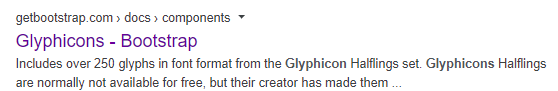 getbootstrap.com › docs › components
Glyphicons - Bootstrap
Includes over 250 glyphs in font format from the Glyphicon Halflings set. Glyphicons Halflings
are normally not available for free, but their creator has made them ...